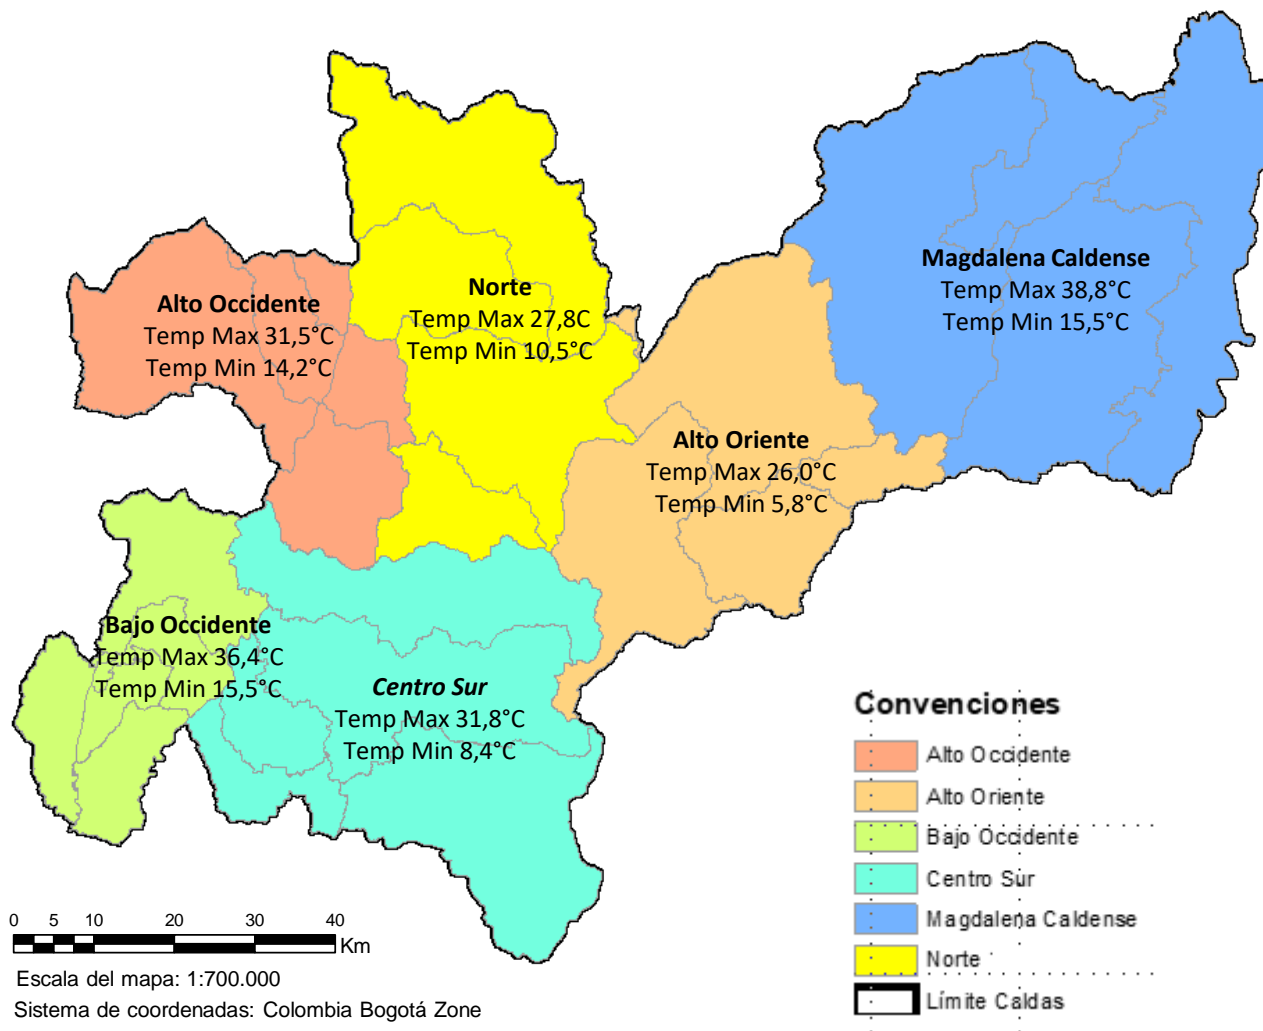 Magdalena Caldense
Temp Max 38,8°C
Temp Min 15,5°C
Norte
Temp Max 27,8C
Temp Min 10,5°C
Alto Occidente
Temp Max 31,5°C
Temp Min 14,2°C
Alto Oriente
Temp Max 26,0°C
Temp Min 5,8°C
Bajo Occidente
Temp Max 36,4°C
Temp Min 15,5°C
Centro Sur
Temp Max 31,8°C
Temp Min 8,4°C
Convenciones
Alto Occidente
Alto Oriente
Bajo Occidente
Centro Sur
Magdalena Caldense
Norte
Límite Caldas
0 5 10 20 30 40
Km
Escala del mapa: 1:700.000
Sistema de coordenadas: Colombia Bogotá Zone